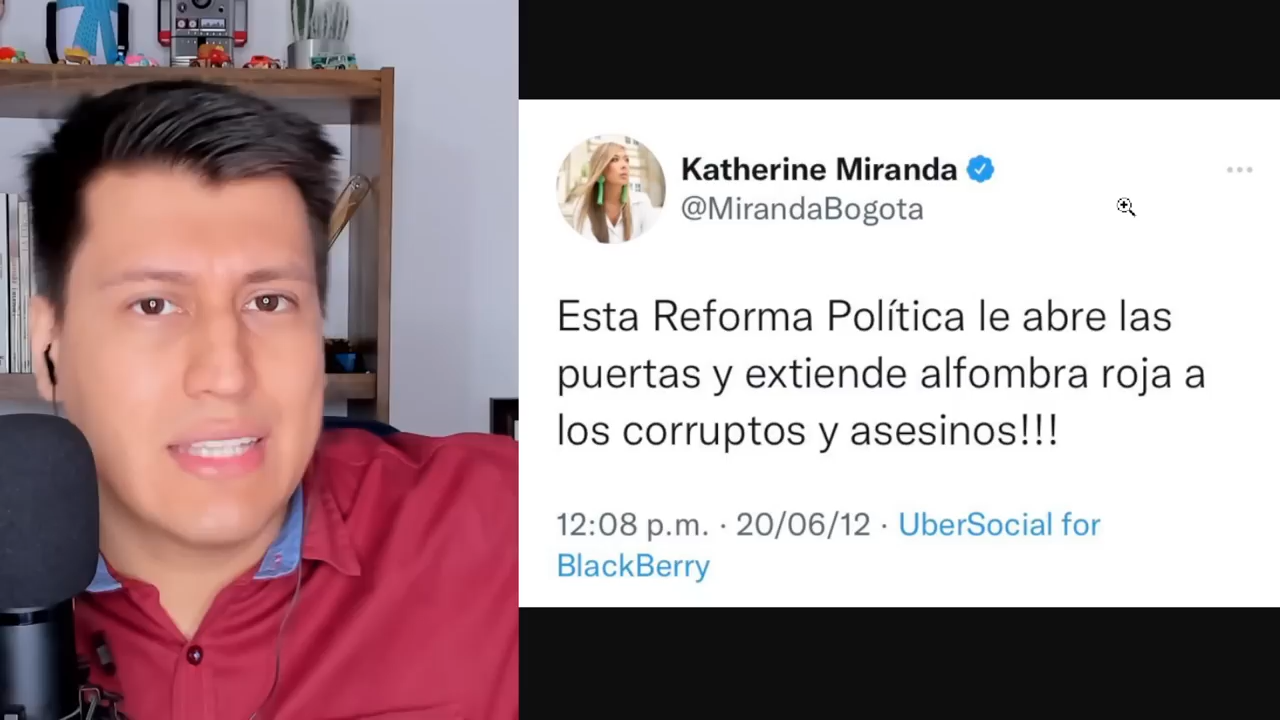 Katherine Miranda
@MirandaBogota
Esta Reforma Política le abre las
puertas y extiende alfombra roja a
los corruptos y asesinos!!!
12:08 p.m. · 20/06/12 · UberSocial for
BlackBerry